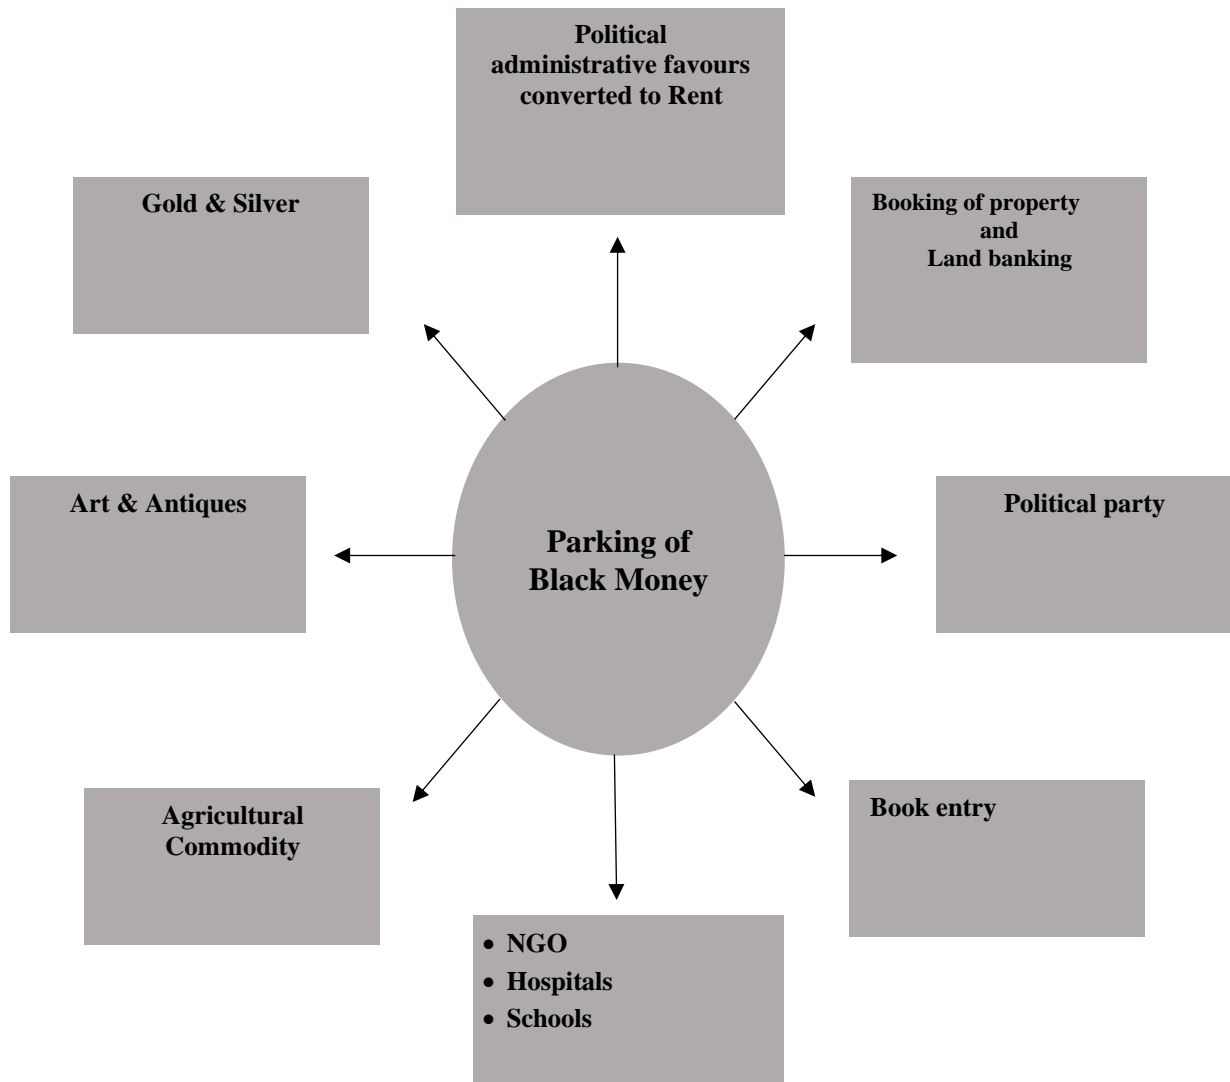 Political
administrative favours
converted to Rent
Gold & Silver
Booking of property
and
Land banking
Art & Antiques
Political party
Parking of
Black Money
Agricultural
Commodity
Book entry
• NGO
• Hospitals
• Schools